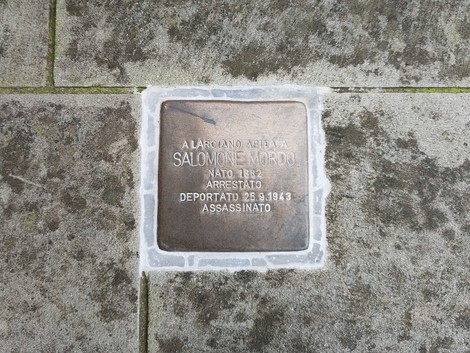 A LARCIANO ABITAVA
SALOMONE MORDO
NATO 1882
ARRESTATO
DEPORTATO 25.9.1943
ASSASSINATO